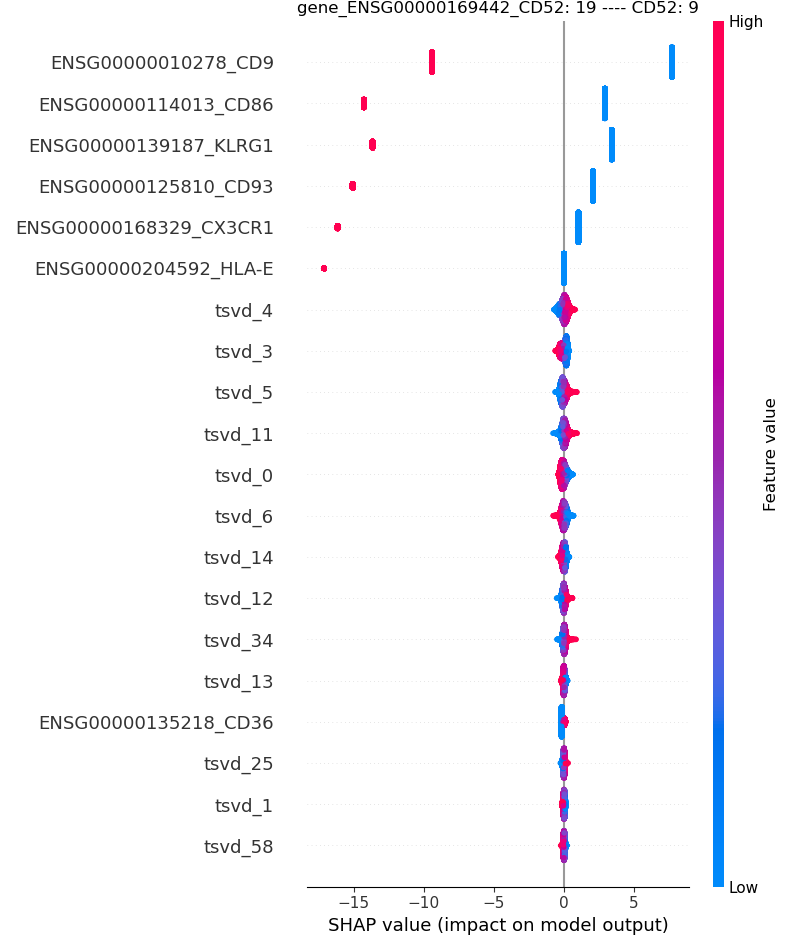 gene_ENSG00000169442_CD52: 19 ---- CD52: 9
High
ENSG00000010278_CD9
ENSG00000114013_CD86
ENSG00000139187_KLRG1
ENSG00000125810_CD93
ENSG00000168329_CX3CR1
ENSG00000204592_HLA-E
tsvd_4
tsvd_3
tsvd_5
tsvd_11
tsvd_0
tsvd_6
tsvd_14
tsvd_12
tsvd_34
tsvd_13
ENSG00000135218_CD36
tsvd_25
tsvd_1
tsvd_58
Feature value
Low
−15 −10 −5 0 5
SHAP value (impact on model output)